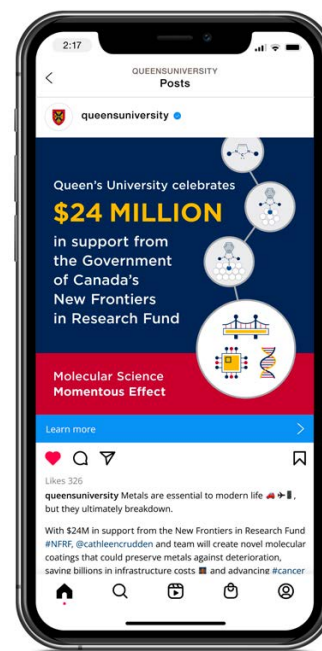 2:17
QUEENSUNIVERSITY
Posts
queensuniversity
Queen's University celebrates
$24 MILLION
in support from
the Government
of Canada's
New Frontiers
in Research Fund
Molecular Science
Momentous Effect
Learn more
Likes 326
queensuniversity Metals are essential to modern life 🚗✈📱,
but they ultimately breakdown.
With $24M in support from the New Frontiers in Research Fund
#NFRF, @cathleencrudden and team will create novel molecular
coatings that could preserve metals against deterioration,
saving billions in infrastructure costs 🌉 and advancing #cancer